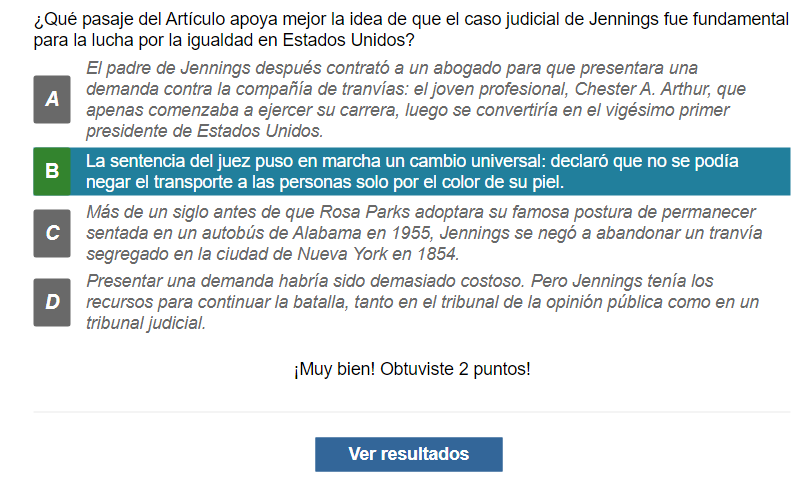 ¿Qué pasaje del Artículo apoya mejor la idea de que el caso judicial de Jennings fue fundamental
para la lucha por la igualdad en Estados Unidos?
A
El padre de Jennings después contrató a un abogado para que presentara una
demanda contra la compañía de tranvías: el joven profesional, Chester A. Arthur, que
apenas comenzaba a ejercer su carrera, luego se convertiría en el vigésimo primer
presidente de Estados Unidos.
B
La sentencia del juez puso en marcha un cambio universal: declaró que no se podía
negar el transporte a las personas solo por el color de su piel.
C
Más de un siglo antes de que Rosa Parks adoptara su famosa postura de permanecer
sentada en un autobús de Alabama en 1955, Jennings se negó a abandonar un tranvía
segregado en la ciudad de Nueva York en 1854.
D
Presentar una demanda habría sido demasiado costoso. Pero Jennings tenía los
recursos para continuar la batalla, tanto en el tribunal de la opinión pública como en un
tribunal judicial.
¡Muy bien! Obtuviste 2 puntos!
Ver resultados